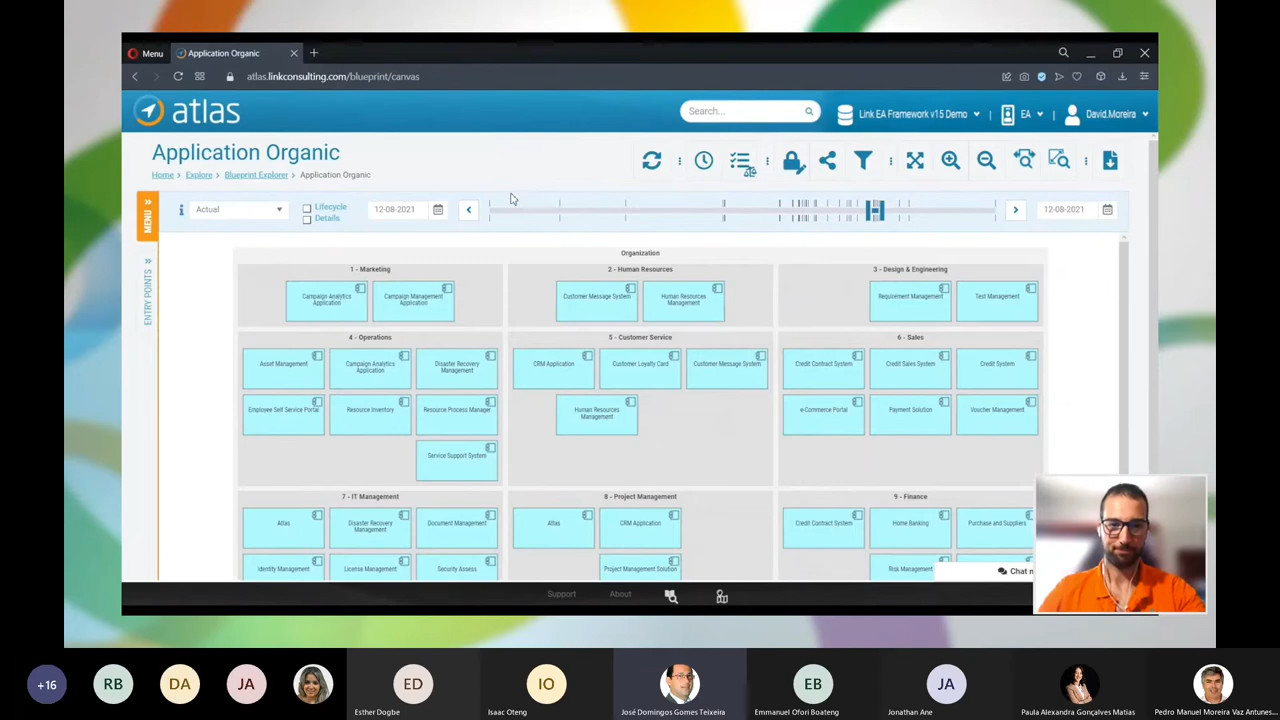 Menu
Application Organic
atlas.linkconsulting.com/blueprint/canvas
atlas
Search...
Link EA Framework v15 Demo
EA
David.Moreira
Application Organic
Home
Explore
Blueprint Explorer
Application Organic
MENU
ENTRY POINTS
Actual
Lifecycle
Details
12-08-2021
12-08-2021
Organization
1 - Marketing
Campaign Analytics
Application
Campaign Management
Application
2 - Human Resources
Customer Message System
Human Resources
Management
3 - Design & Engineering
Requirement Management
Test Management
4 - Operations
Asset Management
Campaign Analytics
Application
Disaster Recovery
Management
Employee Self Service Portal
Resource Inventory
Resource Process Manager
Service Support System
5 - Customer Service
CRM Application
Customer Loyalty Card
Customer Message System
Human Resources
Management
6 - Sales
Credit Contract System
Credit Sales System
Credit System
e-Commerce Portal
Payment Solution
Voucher Management
7 - IT Management
Atlas
Disaster Recovery
Management
Document Management
Identity Management
License Management
Security Assess
8 - Project Management
Atlas
CRM Application
Project Management Solution
9 - Finance
Credit Contract System
Home Banking
Purchase and Suppliers
Risk Management
Chat
Support
About
+16
RB
DA
JA
ED
Esther Dogbe
IO
Isaac Oteng
José Domingos Gomes Teixeira
EB
Emmanuel Ofori Boateng
JA
Jonathan Ane
Paula Alexandra Gonçalves Matias
Pedro Manuel Moreira Vaz Antunes...